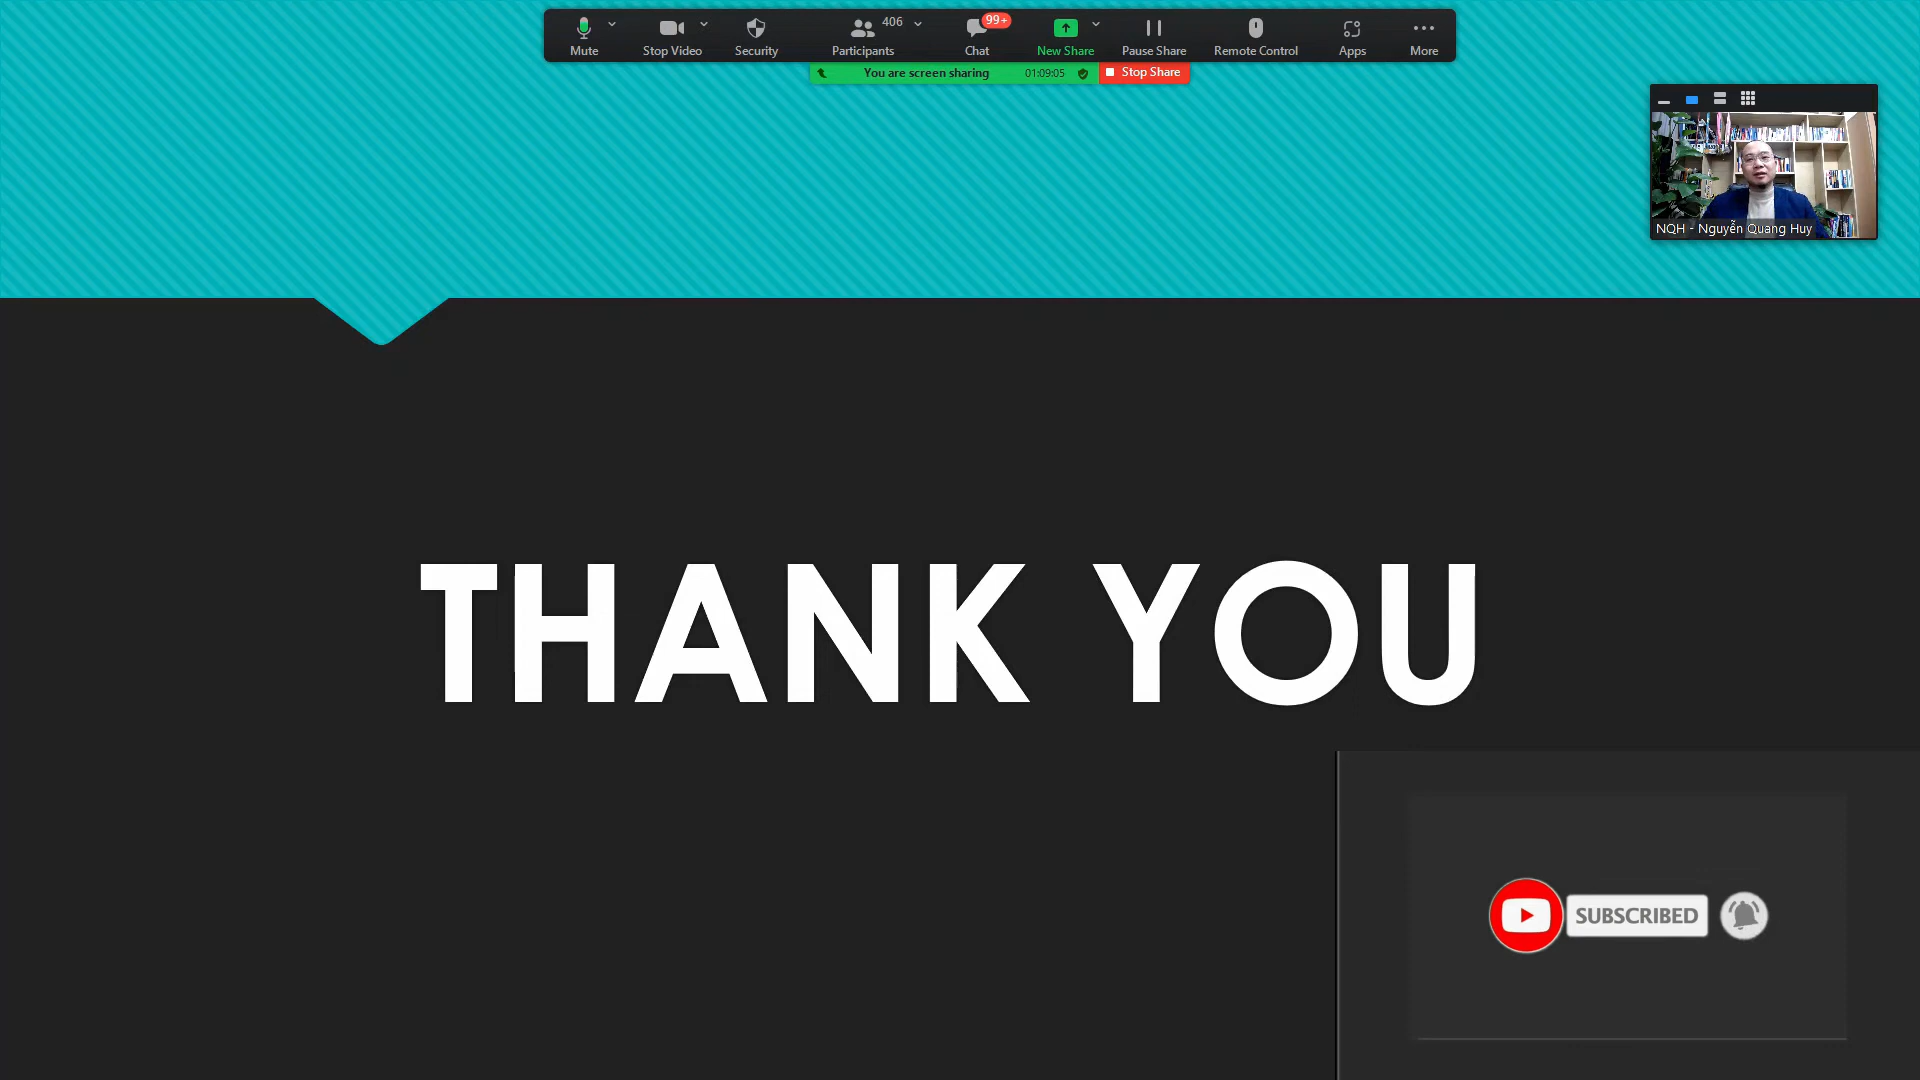 406
99+
Mute
Stop Video
Security
Participants
Chat
New Share
Pause Share
Remote Control
Apps
More
You are screen sharing
01:09:05
Stop Share
NQH - Nguyễn Quang Huy
THANK YOU
SUBSCRIBED